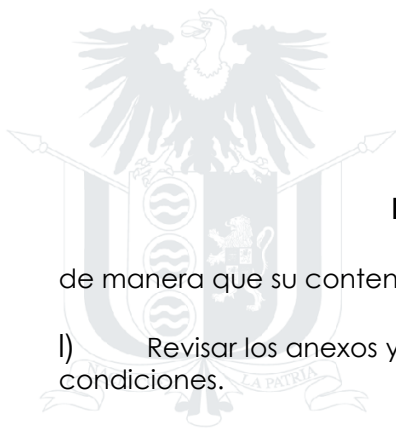 de manera que su conten
l) Revisar los anexos y
condiciones.
LA PATRIA